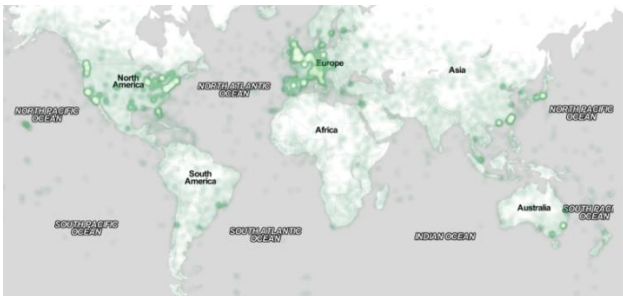 North
America
Europe
Asia
NORTH ATLANTIC
OCEAN
NORTH PACIFIC
OCEAN
NORTH PACIFIC
OCEAN
Africa
South
America
Australia
SOUTH PACI
OCEAN
SOUTH PACIFIC
OCEAN
SOUTH ATLANTIC
OCEAN
INDIAN OCEAN